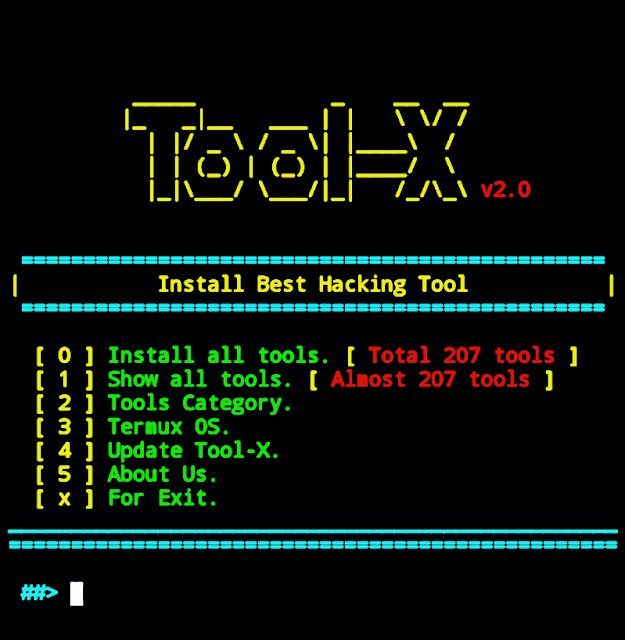 Tool-X v2.0
Install Best Hacking Tool
[ 0 ] Install all tools. [ Total 207 tools ]
[ 1 ] Show all tools. [ Almost 207 tools ]
[ 2 ] Tools Category.
[ 3 ] Termux OS.
[ 4 ] Update Tool-X.
[ 5 ] About Us.
[ x ] For Exit.
##>